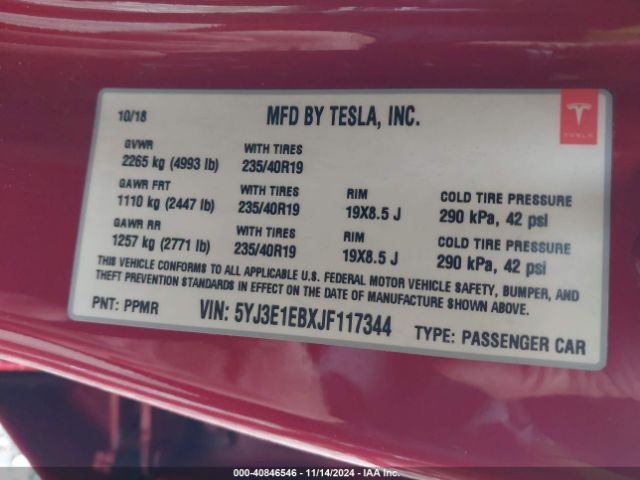 10/18
MFD BY TESLA, INC.
TESLA
GVWR WITH TIRES
2265 kg (4993 lb) 235/40R19
GAWR FRT WITH TIRES RIM COLD TIRE PRESSURE
1110 kg (2447 lb) 235/40R19 19X8.5 J 290 kPa, 42 psi
GAWR RR WITH TIRES RIM COLD TIRE PRESSURE
1257 kg (2771 lb) 235/40R19 19X8.5 J 290 kPa, 42 psi
THIS VEHICLE CONFORMS TO ALL APPLICABLE U.S. FEDERAL MOTOR VEHICLE SAFETY, BUMPER, AND
THEFT PREVENTION STANDARDS IN EFFECT ON THE DATE OF MANUFACTURE SHOWN ABOVE.
PNT: PPMR VIN: 5YJ3E1EBXJF117344 TYPE: PASSENGER CAR
000-40846546 - 11/14/2024 - IAA Inc.